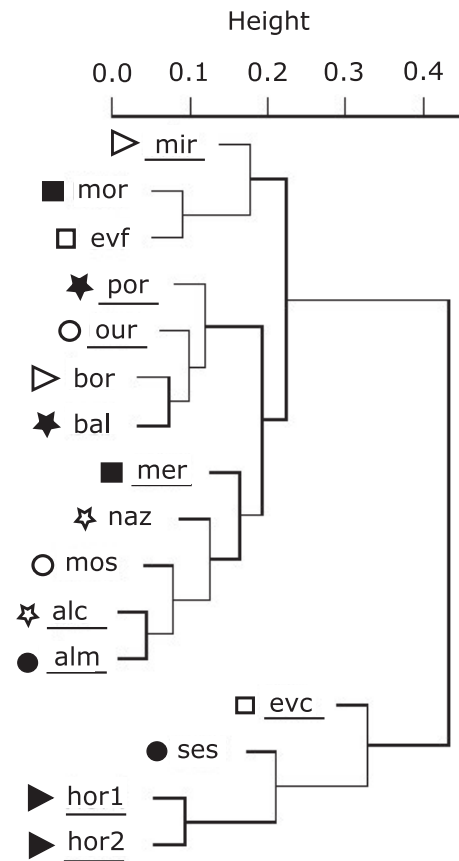 Height
0.0 0.1 0.2 0.3 0.4
mir
mor
evf
por
our
bor
bal
mer
naz
mos
alc
alm
evc
ses
hor1
hor2